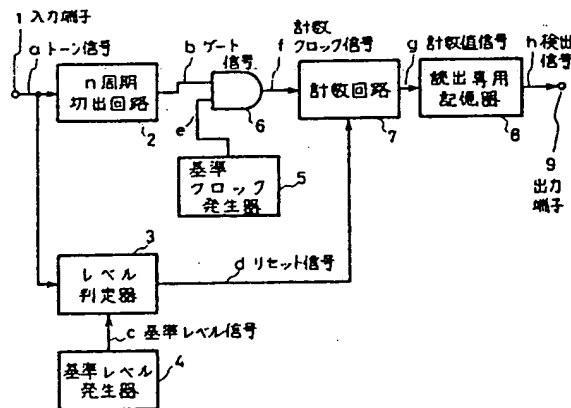 1 入力端子
a トーン信号
n周期
切出回路
2
b ゲート
信号
e
6
基準
クロック
発生器
5
計数
f クロック信号
計数回路
7
g 計数値信号
読出専用
記憶器
8
h 検出
信号
9
出力
端子
3
レベル
判定器
d リセット信号
c 基準レベル信号
基準レベル
発生器
4